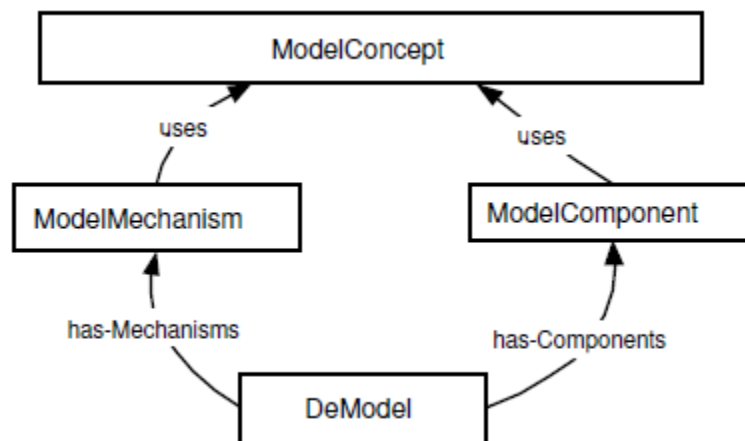 ModelConcept
uses
uses
ModelMechanism
ModelComponent
has-Mechanisms
has-Components
DeModel